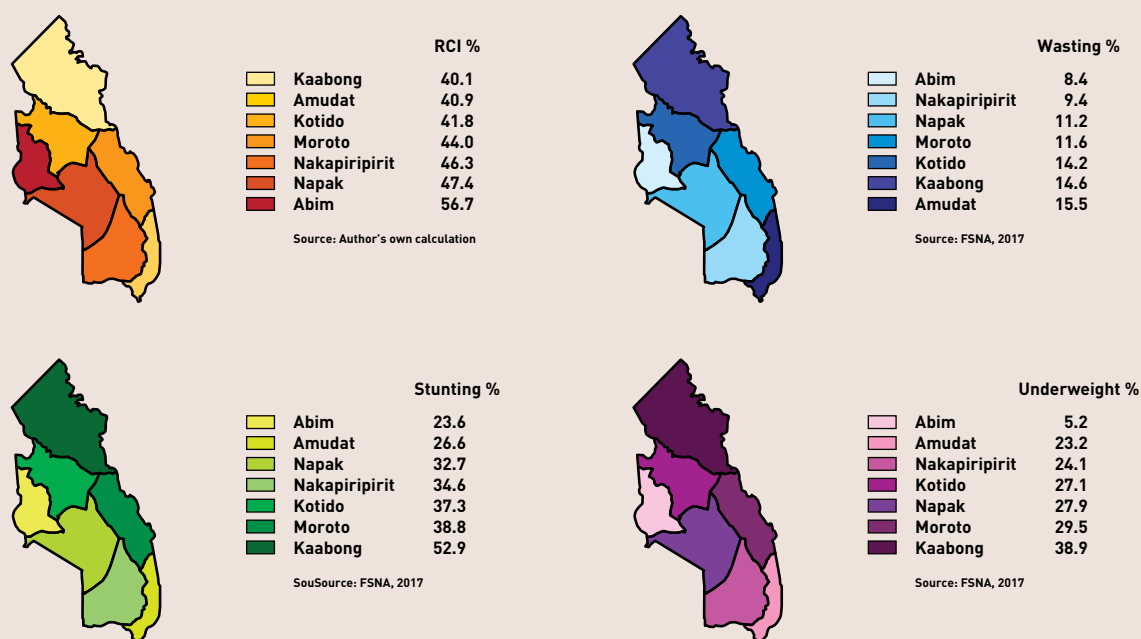 RCI %
Kaabong 40.1
Amudat 40.9
Kotido 41.8
Moroto 44.0
Nakapiripirit 46.3
Napak 47.4
Abim 56.7
Source: Author's own calculation
Wasting %
Abim 8.4
Nakapiripirit 9.4
Napak 11.2
Moroto 11.6
Kotido 14.2
Kaabong 14.6
Amudat 15.5
Source: FSNA, 2017
Stunting %
Abim 23.6
Amudat 26.6
Napak 32.7
Nakapiripirit 34.6
Kotido 37.3
Moroto 38.8
Kaabong 52.9
SouSource: FSNA, 2017
Underweight %
Abim 5.2
Amudat 23.2
Nakapiripirit 24.1
Kotido 27.1
Napak 27.9
Moroto 29.5
Kaabong 38.9
Source: FSNA, 2017